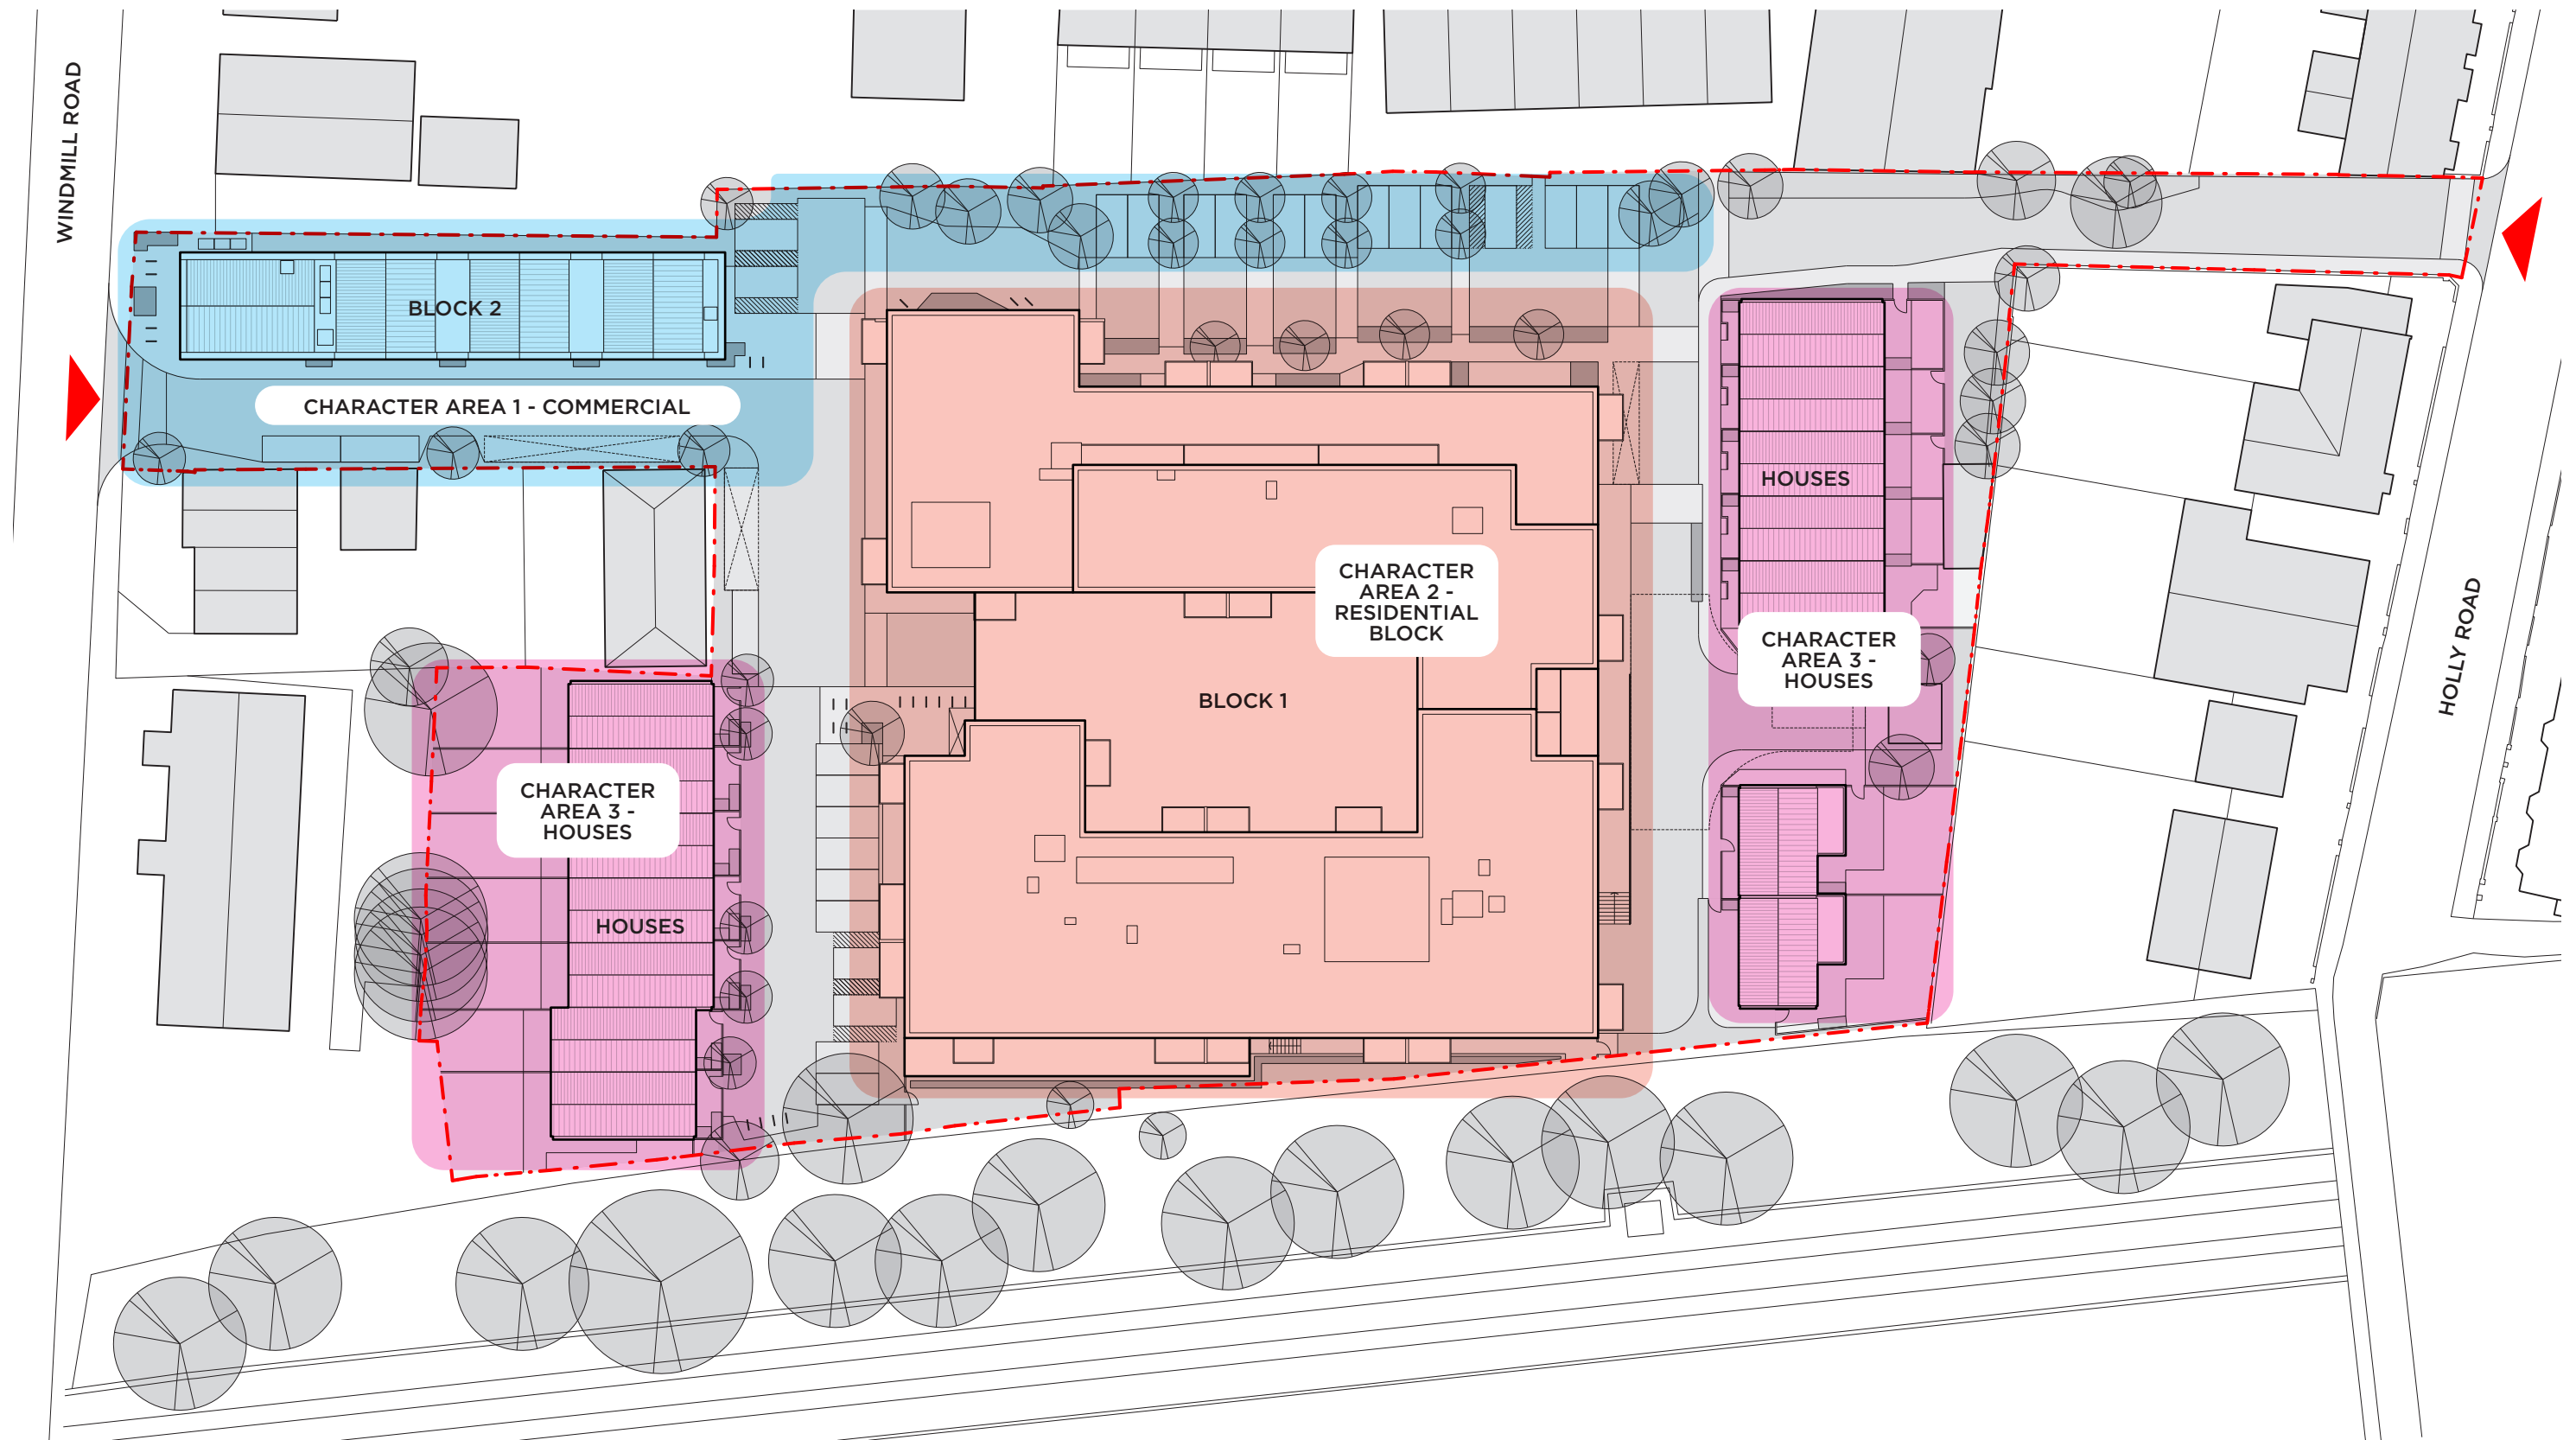 WINDMILL ROAD
BLOCK 2
CHARACTER AREA 1 - COMMERCIAL
HOUSES
CHARACTER
AREA 2 -
RESIDENTIAL
BLOCK
CHARACTER
AREA 3 -
HOUSES
HOLLY ROAD
BLOCK 1
CHARACTER
AREA 3 -
HOUSES
HOUSES